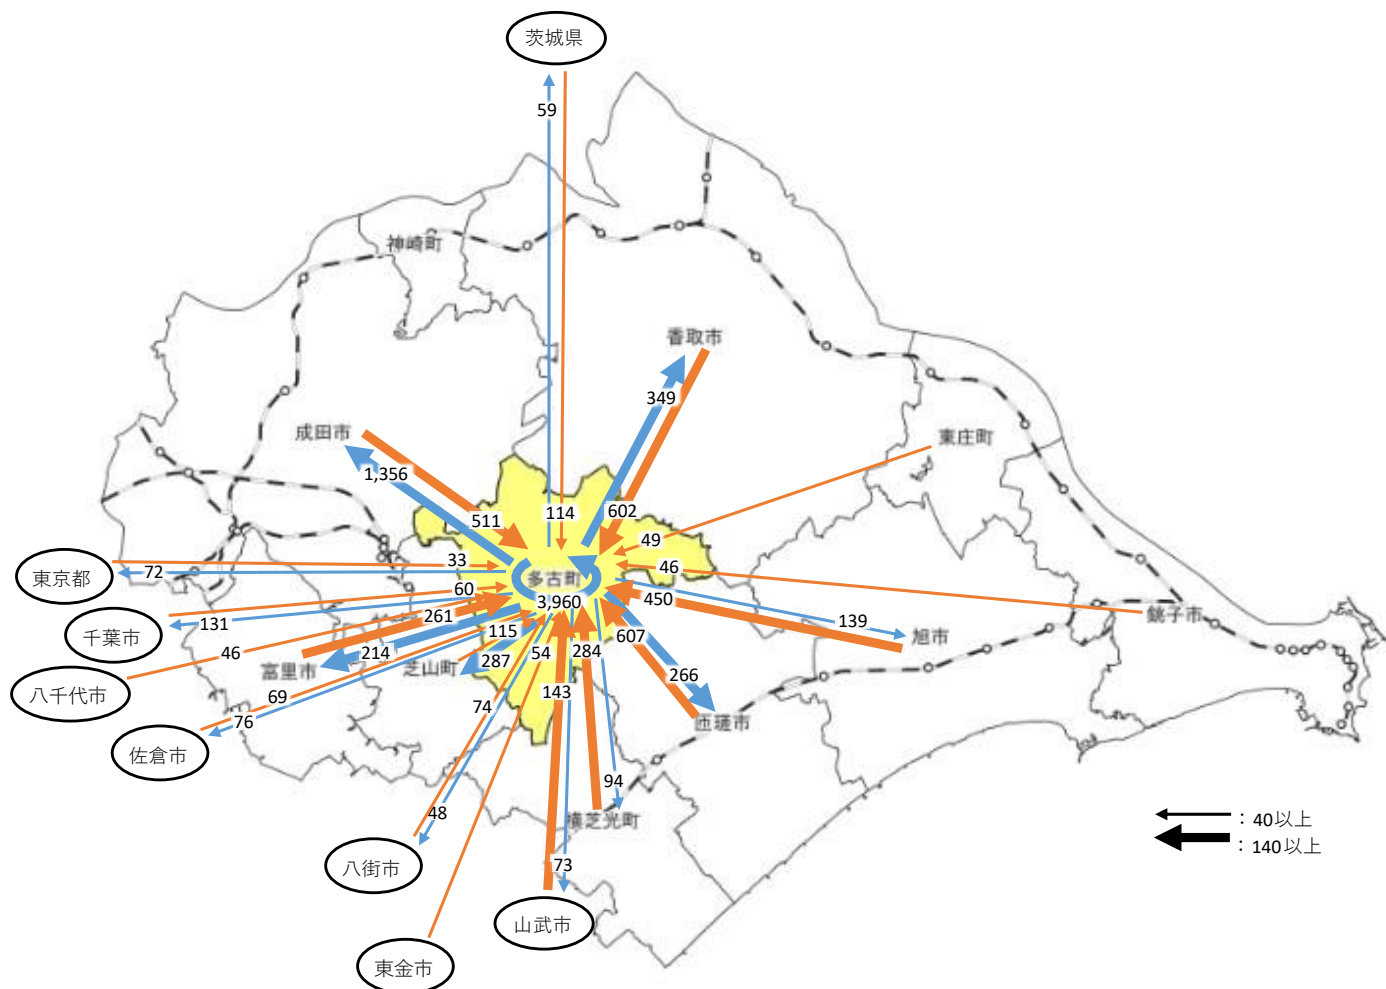 茨城県
59
神崎町
香取市
349
成田市
東庄町
1,356
511
114
602
49
33
46
東京都
72
多古町
60
3,960
450
千葉市
131
261
115
607
139
旭市
銚子市
46
214
287
54
284
富里市
芝山町
266
八千代市
69
143
76
74
匝瑳市
佐倉市
94
48
横芝光町
:40以上
:140以上
八街市
73
山武市
東金市